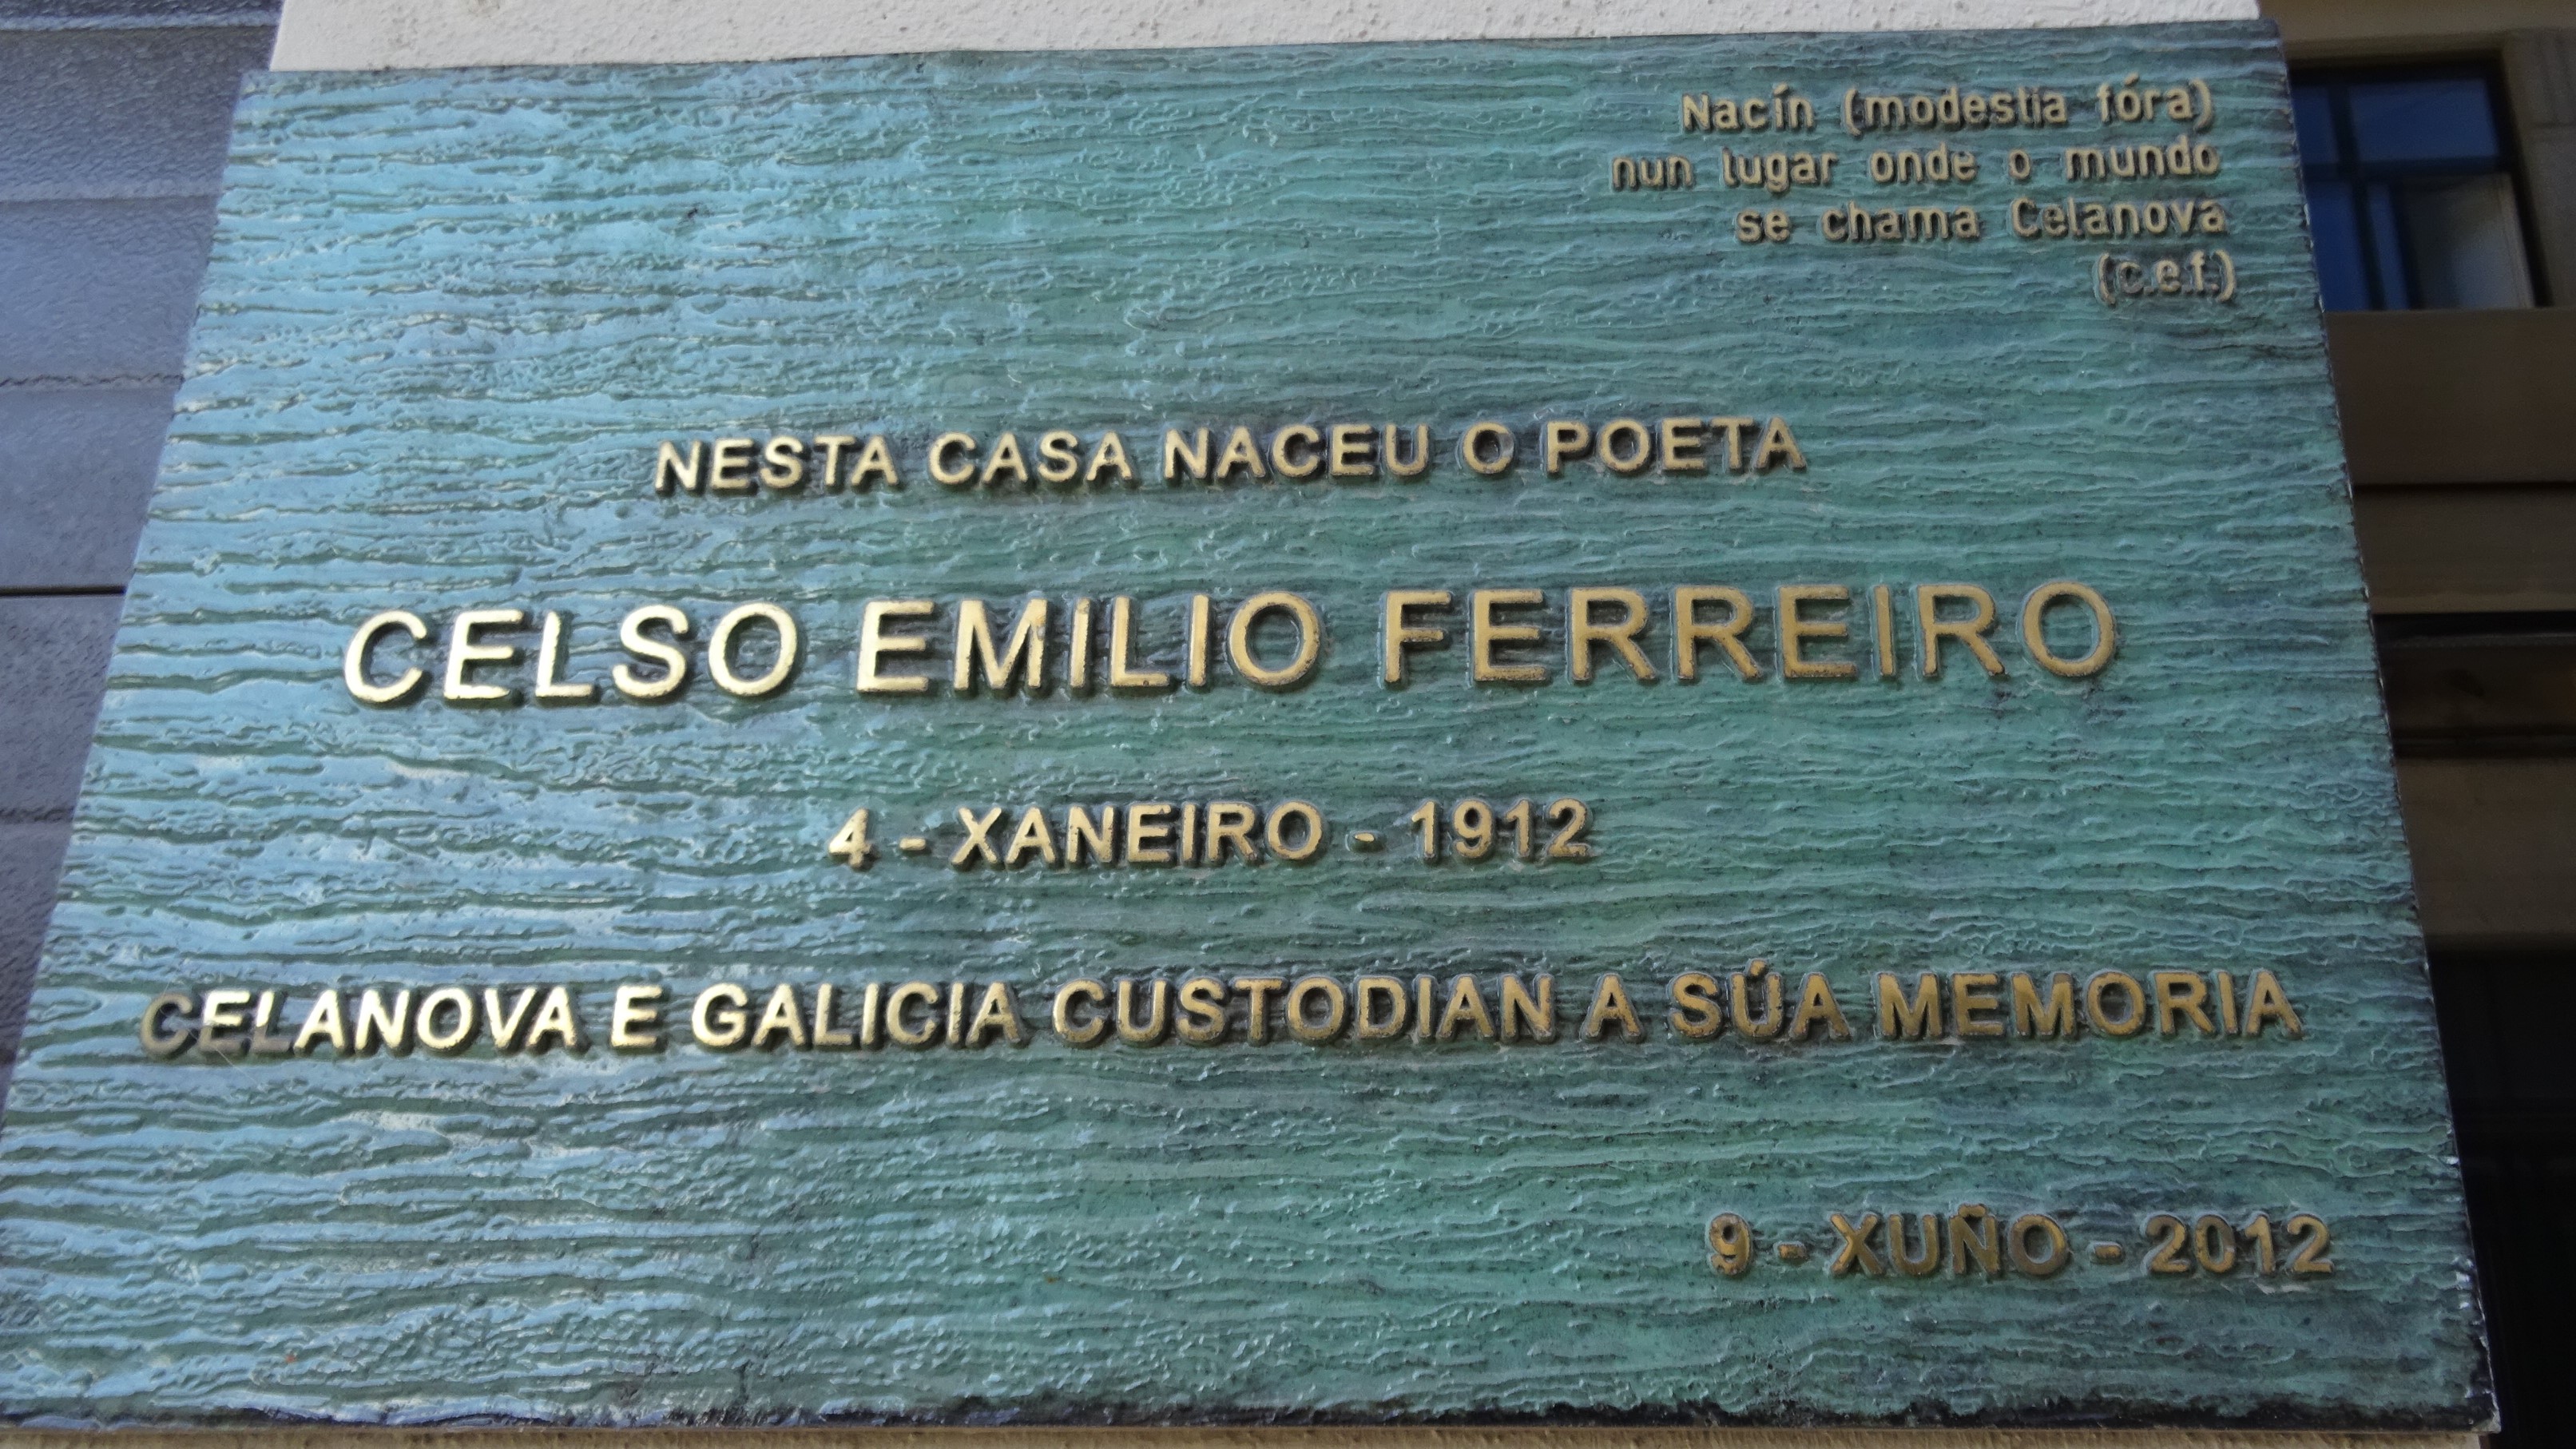 Nacín (modestia fóra)
nun lugar onde o mundo
se chama Celanova
(c.e.f.)
NESTA CASA NACEU O POETA
CELSO EMILIO FERREIRO
4 - XANEIRO - 1912
CELANOVA E GALICIA CUSTODIAN A SÚA MEMORIA
9 - XUÑO - 2012